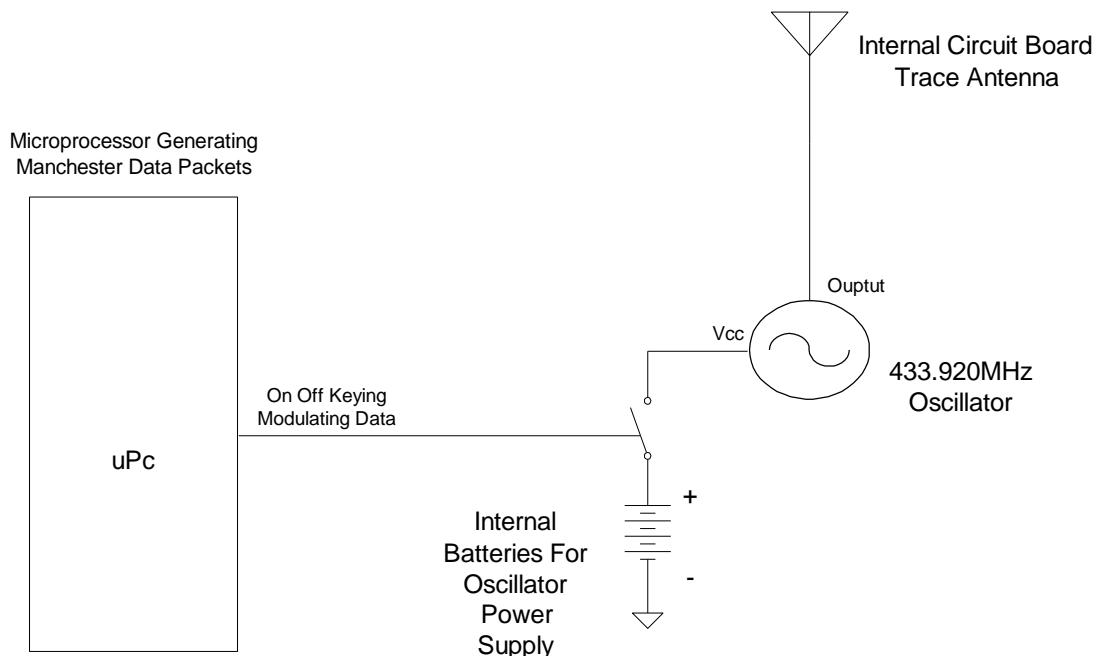 Internal Circuit Board
Trace Antenna
Microprocessor Generating
Manchester Data Packets
Ouptut
Vcc
433.920MHz
Oscillator
On Off Keying
Modulating Data
uPc
+
Internal
Batteries For
Oscillator
Power
Supply
-